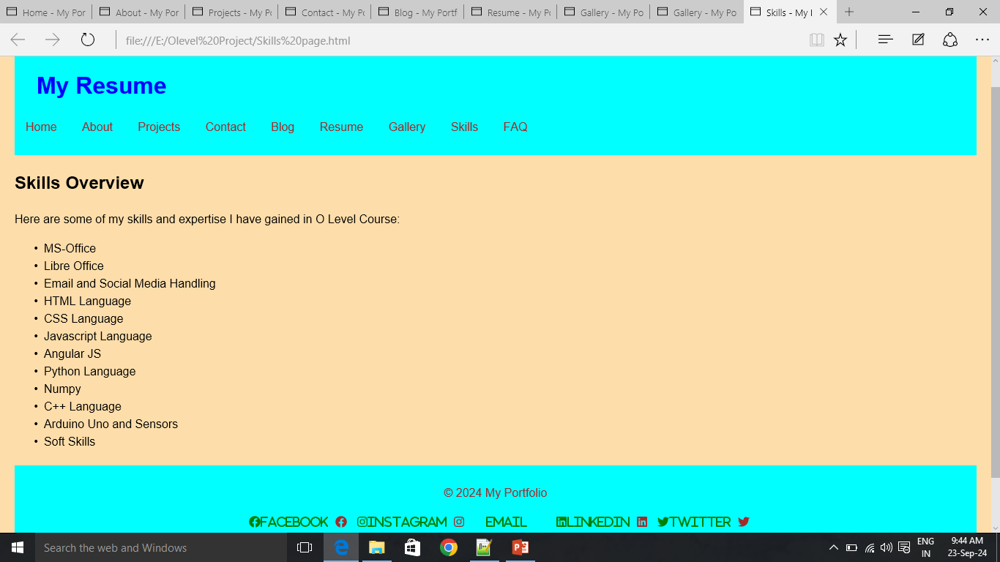 Home - My Por About - My Por Projects - My Po Contact - My Po Blog - My Portf Resume - My Po Gallery - My Po Gallery - My Po Skills - My
file:///E:/Olevel%20Project/Skills%20page.html
My Resume
Home About Projects Contact Blog Resume Gallery Skills FAQ
Skills Overview
Here are some of my skills and expertise I have gained in O Level Course:
• MS-Office
• Libre Office
• Email and Social Media Handling
• HTML Language
• CSS Language
• Javascript Language
• Angular JS
• Python Language
• Numpy
• C++ Language
• Arduino Uno and Sensors
• Soft Skills
© 2024 My Portfolio
FACEBOOK INSTAGRAM EMAIL LINKEDIN TWITTER
Search the web and Windows
ENG 9:44 AM
IN 23-Sep-24